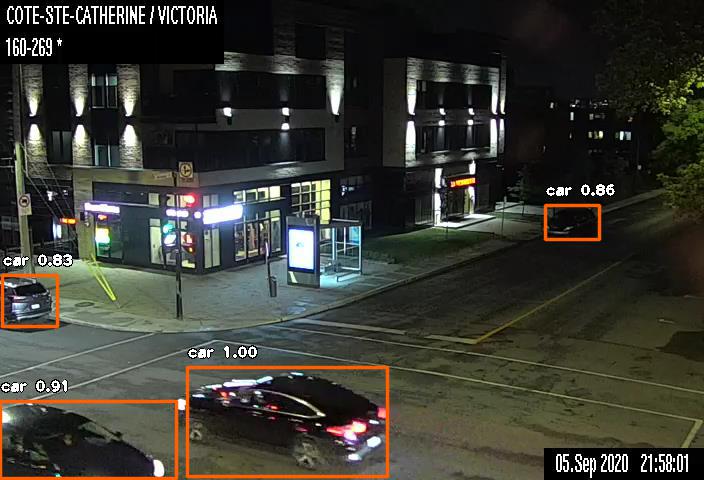 COTE-STE-CATHERINE / VICTORIA
160-269 *
car 0.86
car 0.83
car 1.00
car 0.91
05.Sep 2020 21:58:01